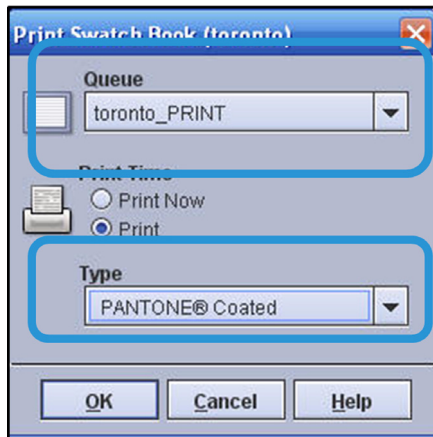 Print Swatch Book (toronto)
Queue
toronto_PRINT
Print Time
Print Now
Print
Type
PANTONE® Coated
OK Cancel Help